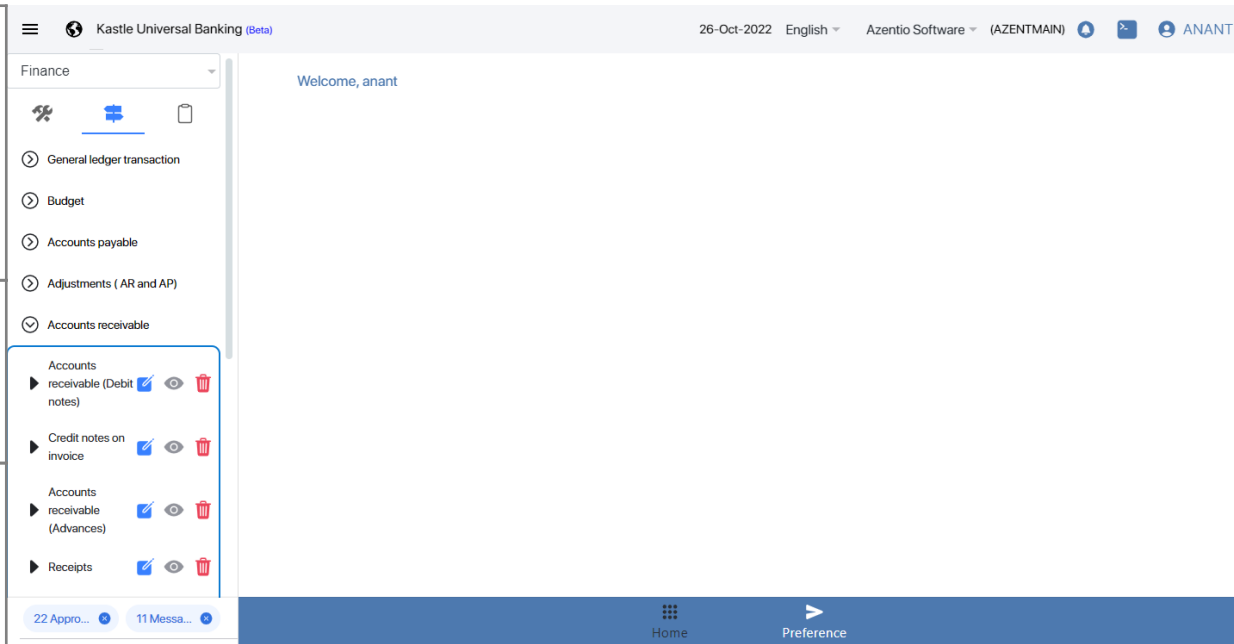 Kastle Universal Banking (Beta)
26-Oct-2022 English Azentio Software (AZENTMAIN) ANANT
Finance
Welcome, anant
General ledger transaction
Budget
Accounts payable
Adjustments ( AR and AP)
Accounts receivable
Accounts
receivable (Debit
notes)
Credit notes on
invoice
Accounts
receivable
(Advances)
Receipts
22 Appro... 11 Messa...
Home
Preference